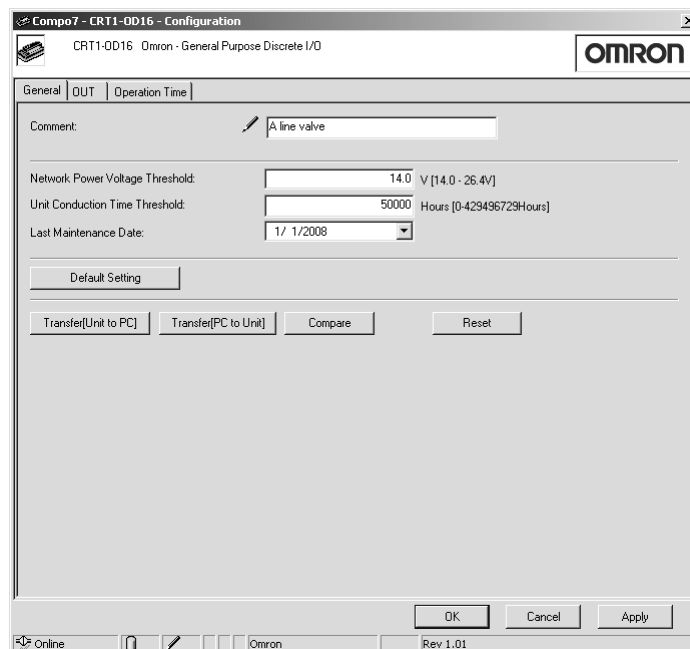 Compo7 - CRT1-OD16 - Configuration
CRT1-OD16 Omron - General Purpose Discrete I/O
OMRON
General OUT Operation Time
Comment: A line valve
Network Power Voltage Threshold: 14.0 V [14.0 - 26.4V]
Unit Conduction Time Threshold: 50000 Hours [0-429496729Hours]
Last Maintenance Date: 1/ 1/2008
Default Setting
Transfer[Unit to PC] Transfer[PC to Unit] Compare Reset
OK Cancel Apply
Online Omron Rev 1.01